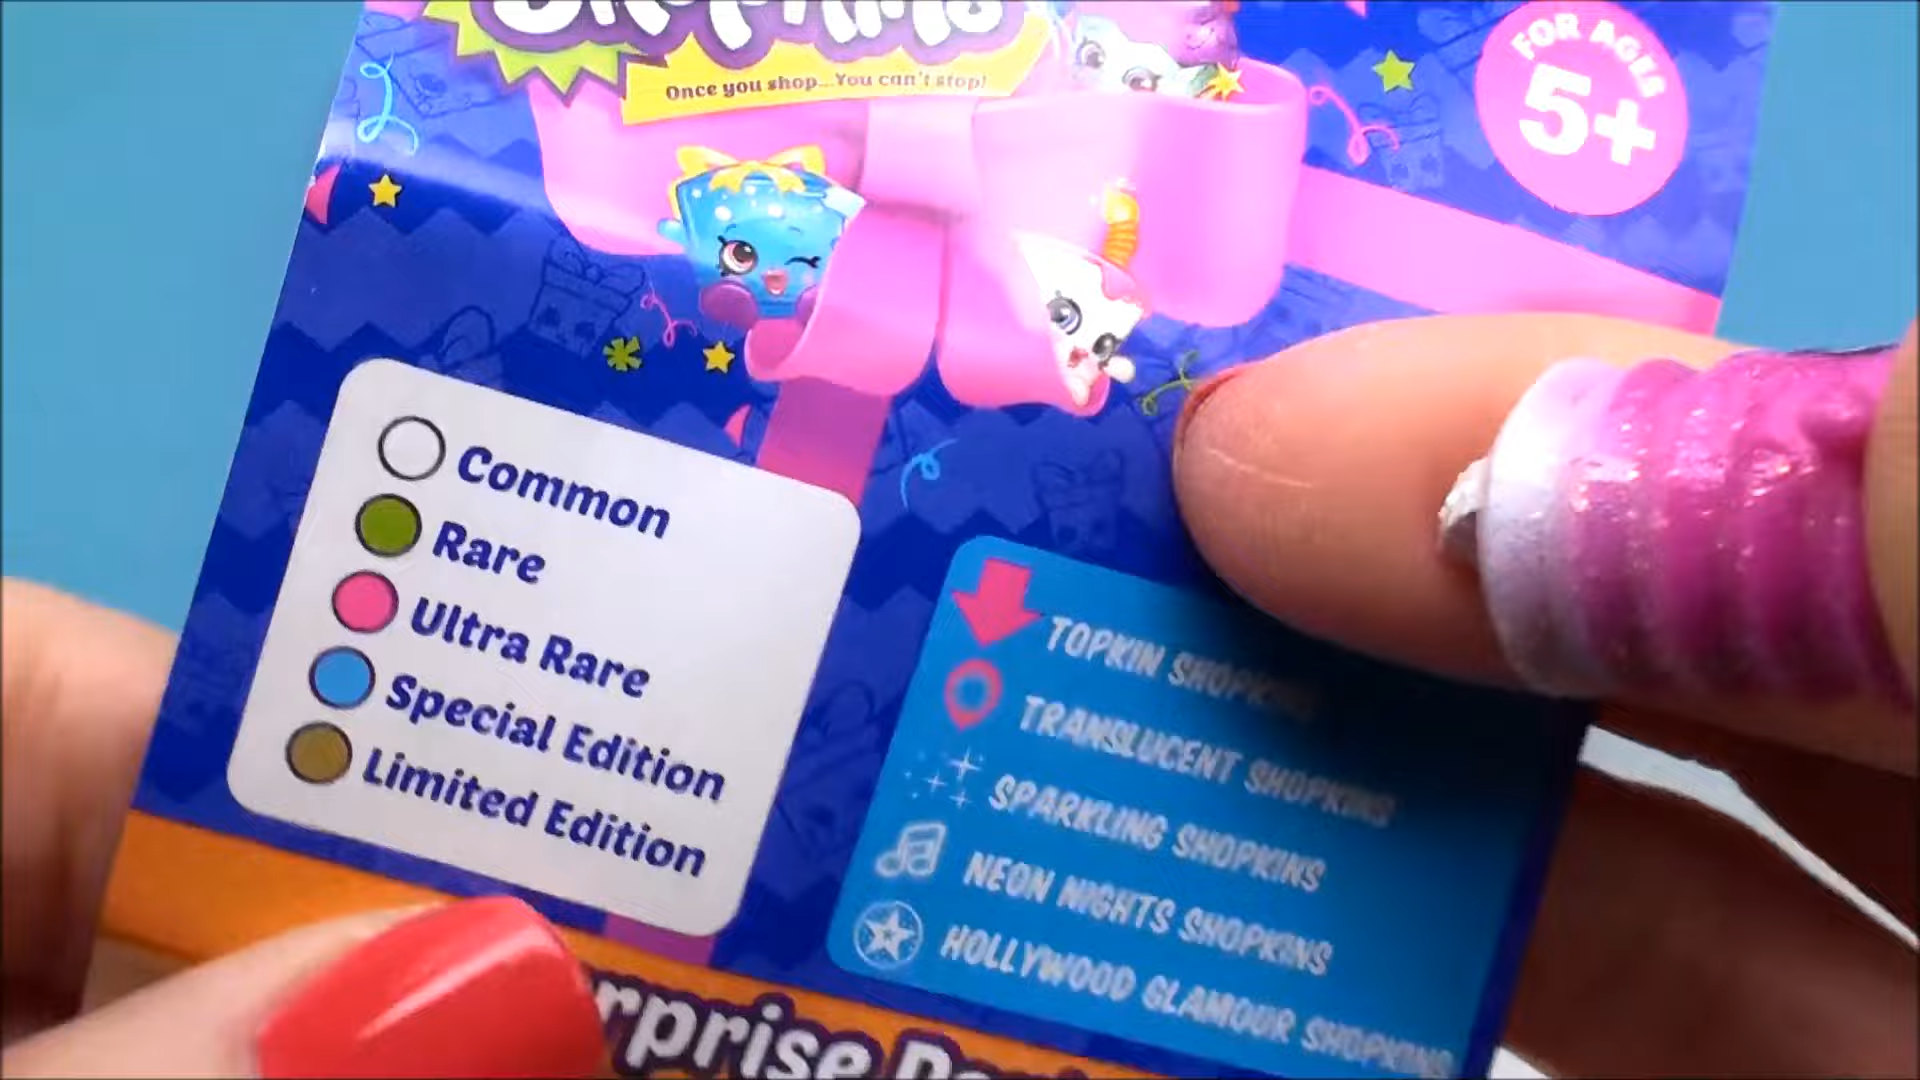 Shopkins
Once you shop...You can't stop!
FOR AGES
5+
Common
Rare
Ultra Rare
Special Edition
Limited Edition
TOPKIN SHOPKINS
TRANSLUCENT SHOPKINS
SPARKLING SHOPKINS
NEON NIGHTS SHOPKINS
HOLLYWOOD GLAMOUR SHOPKINS
rprise